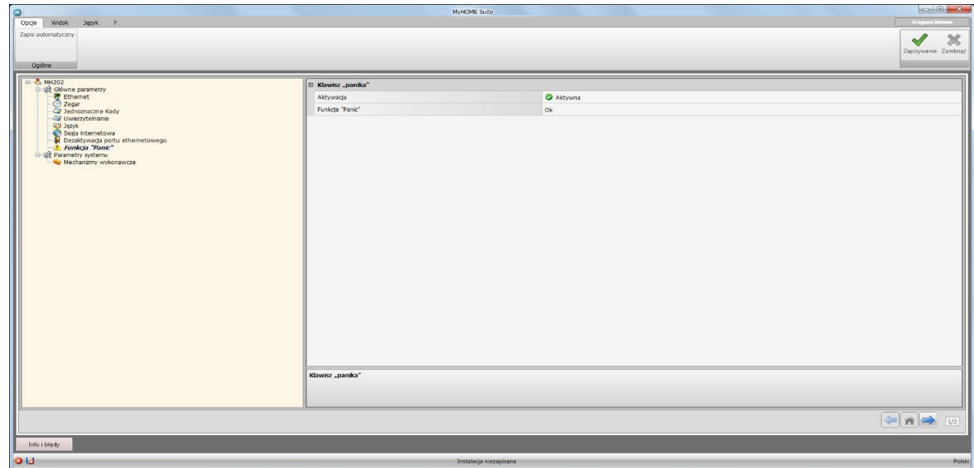 MyHOME Suite
Opcje Widok Język ?
Zapis automatyczny
Ogólne
Zapisywanie Zamknąć
MH202
Główne parametry
Ethernet
Zegar
Jednoznaczne Kody
Uwierzytelnianie
Język
Sesja internetowa
Dezaktywacja portu ethernetowego
Funkcja "Panic"
Parametry systemu
Mechanizmy wykonawcze
Klawisz „panika"
Aktywacja Aktywna
Funkcja "Panic" Ok
Klawisz „panika"
1/2
Info i błędy
Instalacja niezapisana
Polski